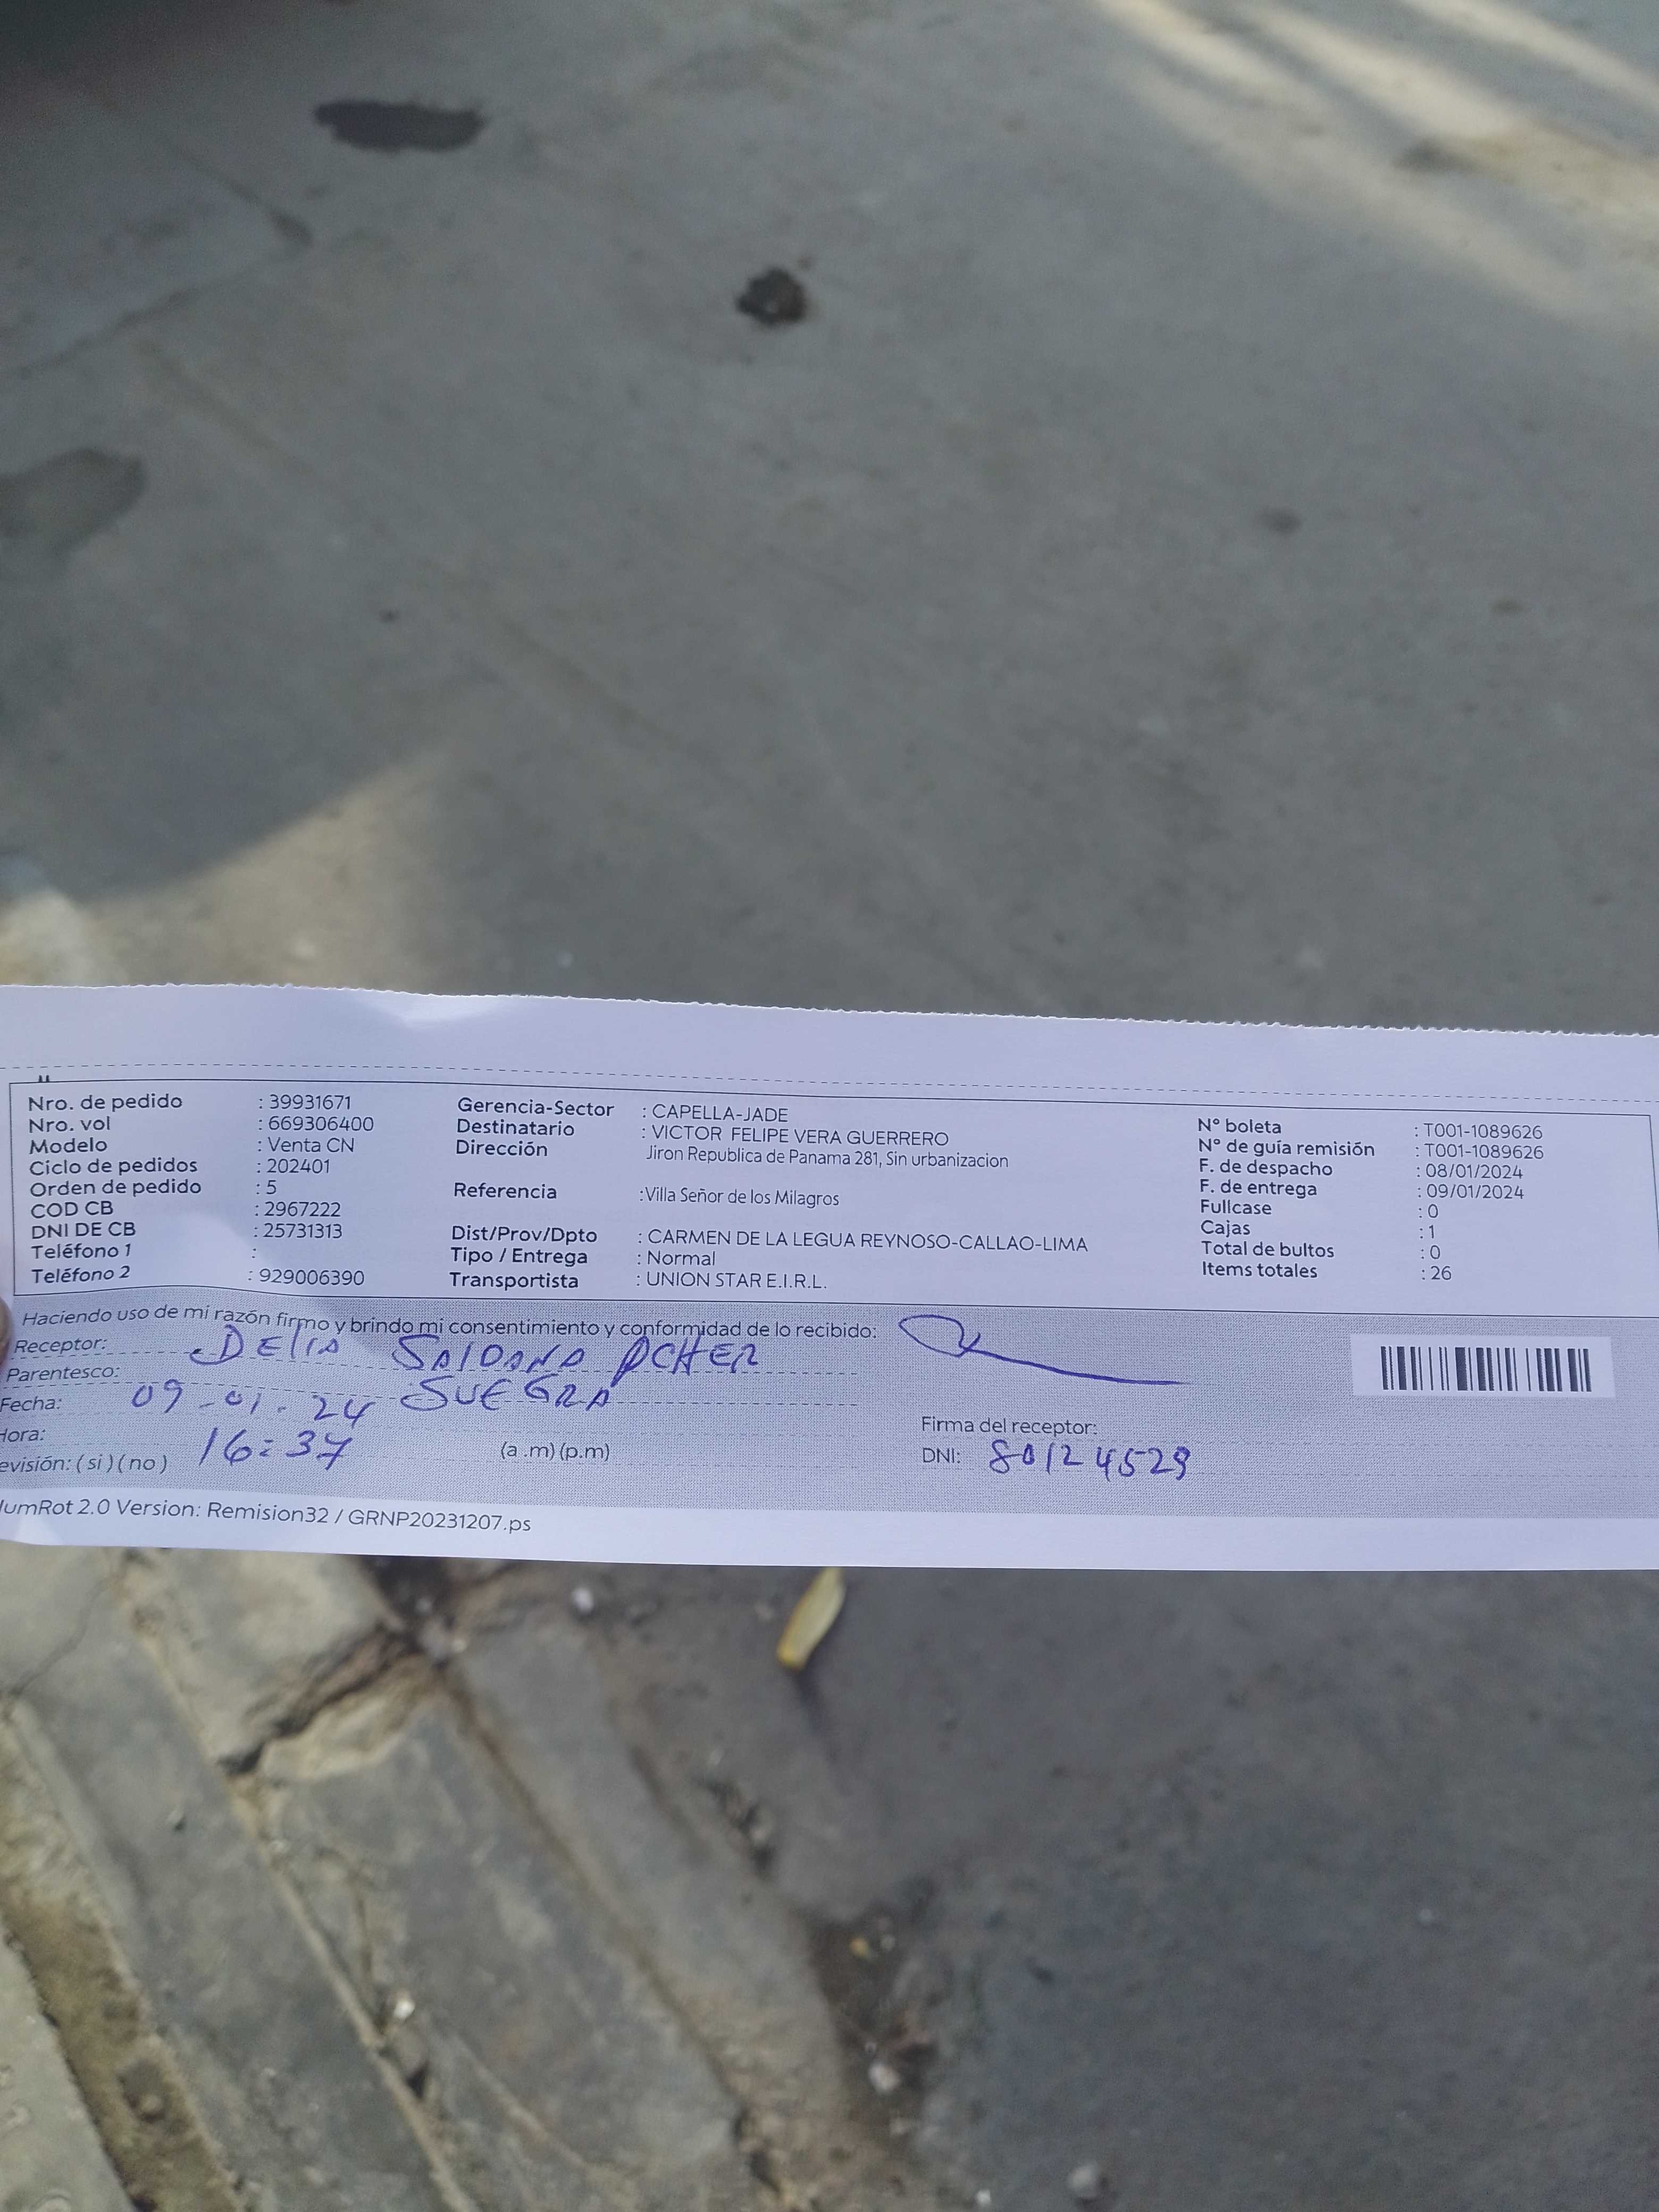 Nro. de pedido : 39931671
Nro. vol : 669306400
Modelo : Venta CN
Ciclo de pedidos : 202401
Orden de pedido : 5
COD CB : 2967222
DNI DE CB : 25731313
Teléfono 1 :
Teléfono 2 : 929006390
Gerencia-Sector : CAPELLA-JADE
Destinatario : VICTOR FELIPE VERA GUERRERO
Dirección Jiron Republica de Panama 281, Sin urbanizacion
Referencia :Villa Señor de los Milagros
Dist/Prov/Dpto : CARMEN DE LA LEGUA REYNOSO-CALLAO-LIMA
Tipo / Entrega : Normal
Transportista : UNION STAR E.I.R.L.
N° boleta : T001-1089626
N° de guía remisión : T001-1089626
F. de despacho : 08/01/2024
F. de entrega : 09/01/2024
Fullcase : 0
Cajas : 1
Total de bultos : 0
Items totales : 26
Haciendo uso de mi razón firmo y brindo mi consentimiento y conformidad de lo recibido:
Receptor: DELIA SALDANA
Parentesco: SUEGRA
Fecha: 09-01-24
Hora: 16:37 (a .m) (p.m)
evisión: ( si ) ( no )
Firma del receptor:
DNI: 80124529
lumRot 2.0 Version: Remision32 / GRNP20231207.ps